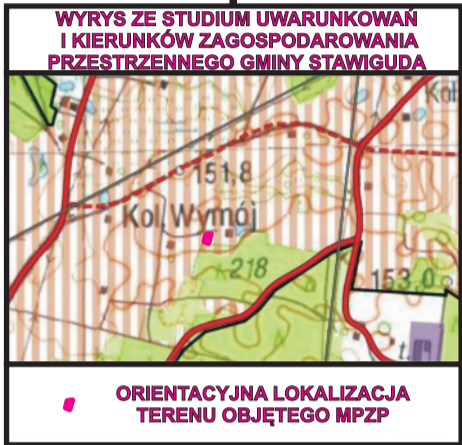 WYRYS ZE STUDIUM UWARUNKOWAŃ
I KIERUNKÓW ZAGOSPODAROWANIA
PRZESTRZENNEGO GMINY STAWIGUDA
Kol
151,8
Kol. Wymój
218
153,0
ORIENTACYJNA LOKALIZACJA
TERENU OBJĘTEGO MPZP